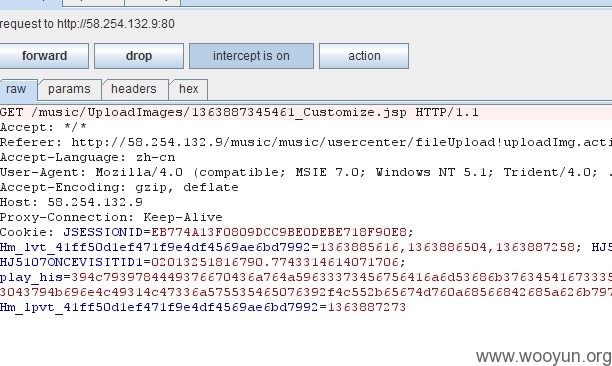 request to http://58.254.132.9:80
forward drop intercept is on action
raw params headers hex
GET /music/UploadImages/1363887345461_Customize.jsp HTTP/1.1
Accept: */*
Referer: http://58.254.132.9/music/music/usercenter/fileUpload!uploadImg.acti
Accept-Language: zh-cn
User-Agent: Mozilla/4.0 (compatible; MSIE 7.0; Windows NT 5.1; Trident/4.0; .
Accept-Encoding: gzip, deflate
Host: 58.254.132.9
Proxy-Connection: Keep-Alive
Cookie: JSESSIONID=EB774A13F0809DCC9BE0DEBE718F90E8;
Hm_lvt_41ff50d1ef471f9e4df4569ae6bd7992=1363885616,1363886504,1363887258; HJ5
HJ5107ONCEVISITID1=02013251816790.7743314614071706;
play_his=
Hm_lpvt_41ff50d1ef471f9e4df4569ae6bd7992=1363887273
www.wooyun.org